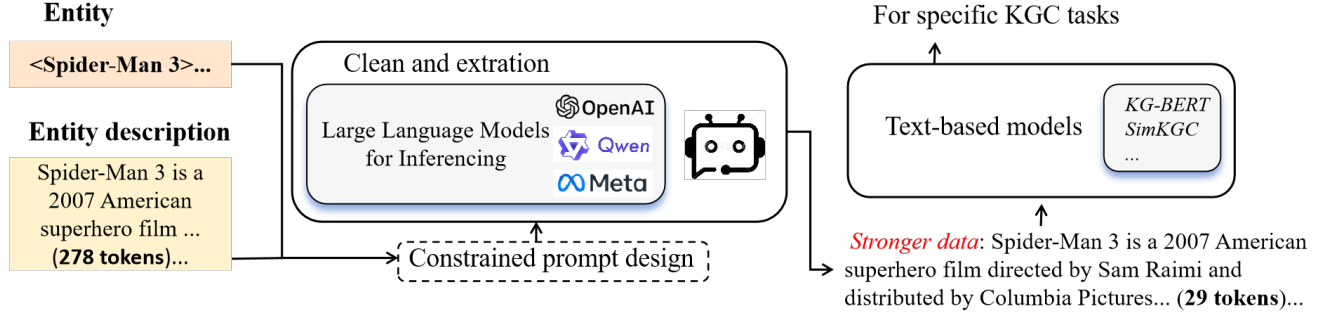 Entity
<Spider-Man 3>...
Entity description
Spider-Man 3 is a
2007 American
superhero film ...
(278 tokens)...
Clean and extration
Large Language Models
for Inferencing
OpenAI
Qwen
Meta
Constrained prompt design
For specific KGC tasks
Text-based models
KG-BERT
SimKGC
...
Stronger data: Spider-Man 3 is a 2007 American
superhero film directed by Sam Raimi and
distributed by Columbia Pictures... (29 tokens)...